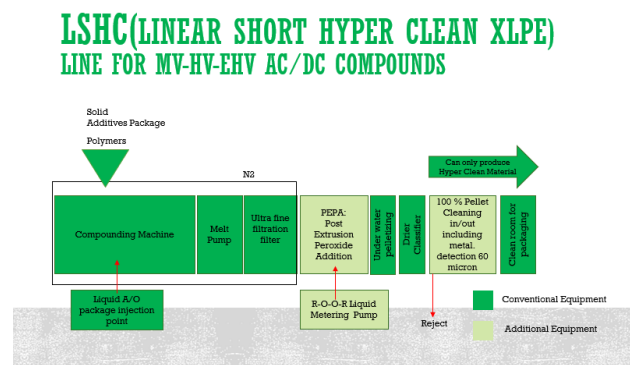 LSHC(LINEAR SHORT HYPER CLEAN XLPE)
LINE FOR MV-HV-EHV AC/DC COMPOUNDS
Solid
Additives Package
Polymers
N2
Can only produce
Hyper Clean Material
Compounding Machine
Melt
Pump
Ultra fine
filtration
filter
PEPA:
Post
Extrusion
Peroxide
Addition
Under water
pelletizing
Drier
Classifier
100 % Pellet
Cleaning
in/out
including
metal.
detection 60
micron
Clean room for
packaging
Liquid A/O
package injection
point
R-O-O-R Liquid
Metering Pump
Reject
Conventional Equipment
Additional Equipment